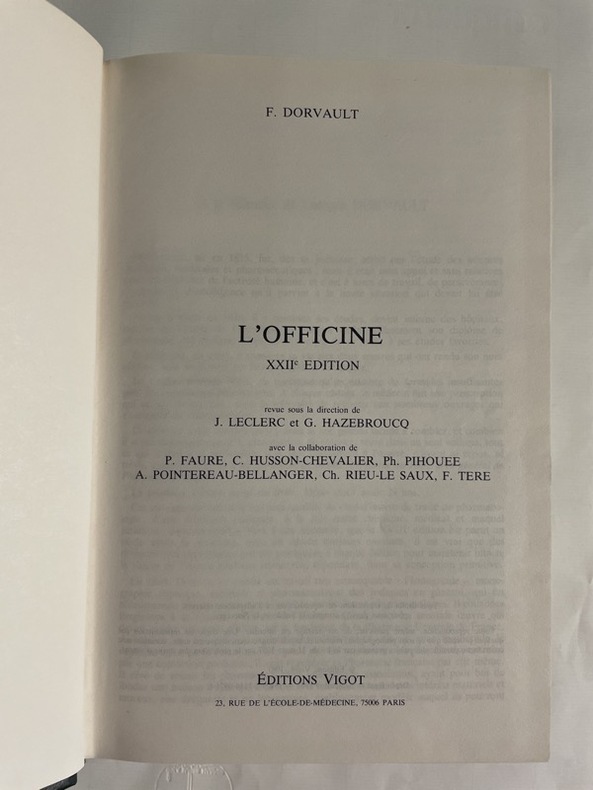 F. DORVAULT
L'OFFICINE
XXIIe EDITION
revue sous la direction de
J. LECLERC et G. HAZEBROUCQ
avec la collaboration de
P. FAURE, C. HUSSON-CHEVALIER, Ph. PIHOUEE
A. POINTEREAU-BELLANGER, Ch. RIEU-LE SAUX, F. TERE
ÉDITIONS VIGOT
23, RUE DE L'ÉCOLE-DE-MÉDECINE, 75006 PARIS